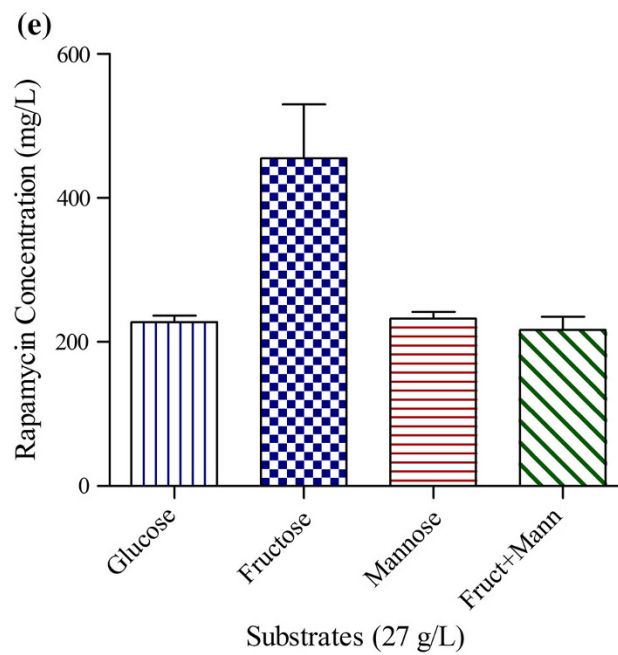 (e)
Rapamycin Concentration (mg/L)
600
400
200
0
Glucose
Fructose
Mannose
Fruct+Mann
Substrates (27 g/L)